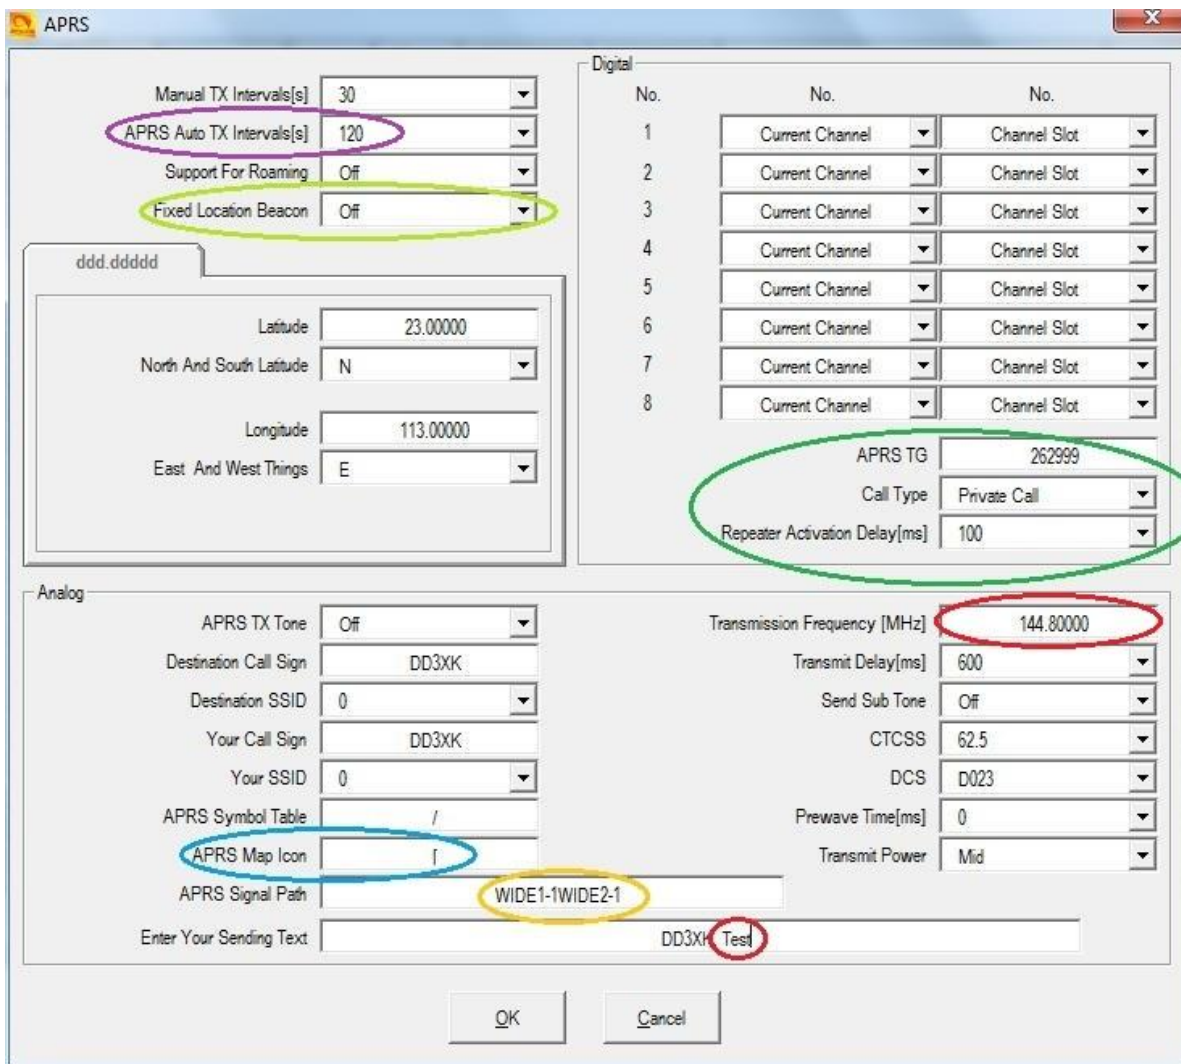 APRS
Manual TX Intervals[s] 30
APRS Auto TX Intervals[s] 120
Support For Roaming Off
Fixed Location Beacon Off
ddd.ddddd
Latitude 23.00000
North And South Latitude N
Longitude 113.00000
East And West Things E
Digital
No. No. No.
1 Current Channel Channel Slot
2 Current Channel Channel Slot
3 Current Channel Channel Slot
4 Current Channel Channel Slot
5 Current Channel Channel Slot
6 Current Channel Channel Slot
7 Current Channel Channel Slot
8 Current Channel Channel Slot
APRS TG 262999
Call Type Private Call
Repeater Activation Delay[ms] 100
Analog
APRS TX Tone Off
Destination Call Sign DD3XK
Destination SSID 0
Your Call Sign DD3XK
Your SSID 0
APRS Symbol Table /
APRS Map Icon [
APRS Signal Path WIDE1-1WIDE2-1
Enter Your Sending Text DD3XK Test
Transmission Frequency [MHz] 144.80000
Transmit Delay[ms] 600
Send Sub Tone Off
CTCSS 62.5
DCS D023
Prewave Time[ms] 0
Transmit Power Mid
OK Cancel